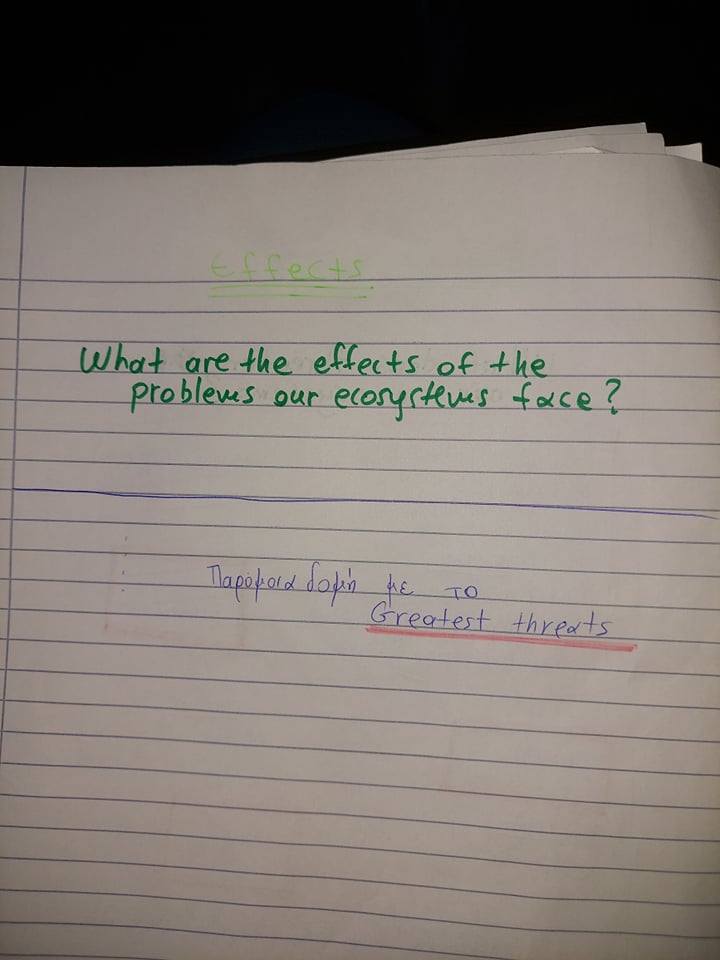 Effects
What are the effects of the
problems our ecosystems face?
Παρόμοια δομή με το
Greatest threats